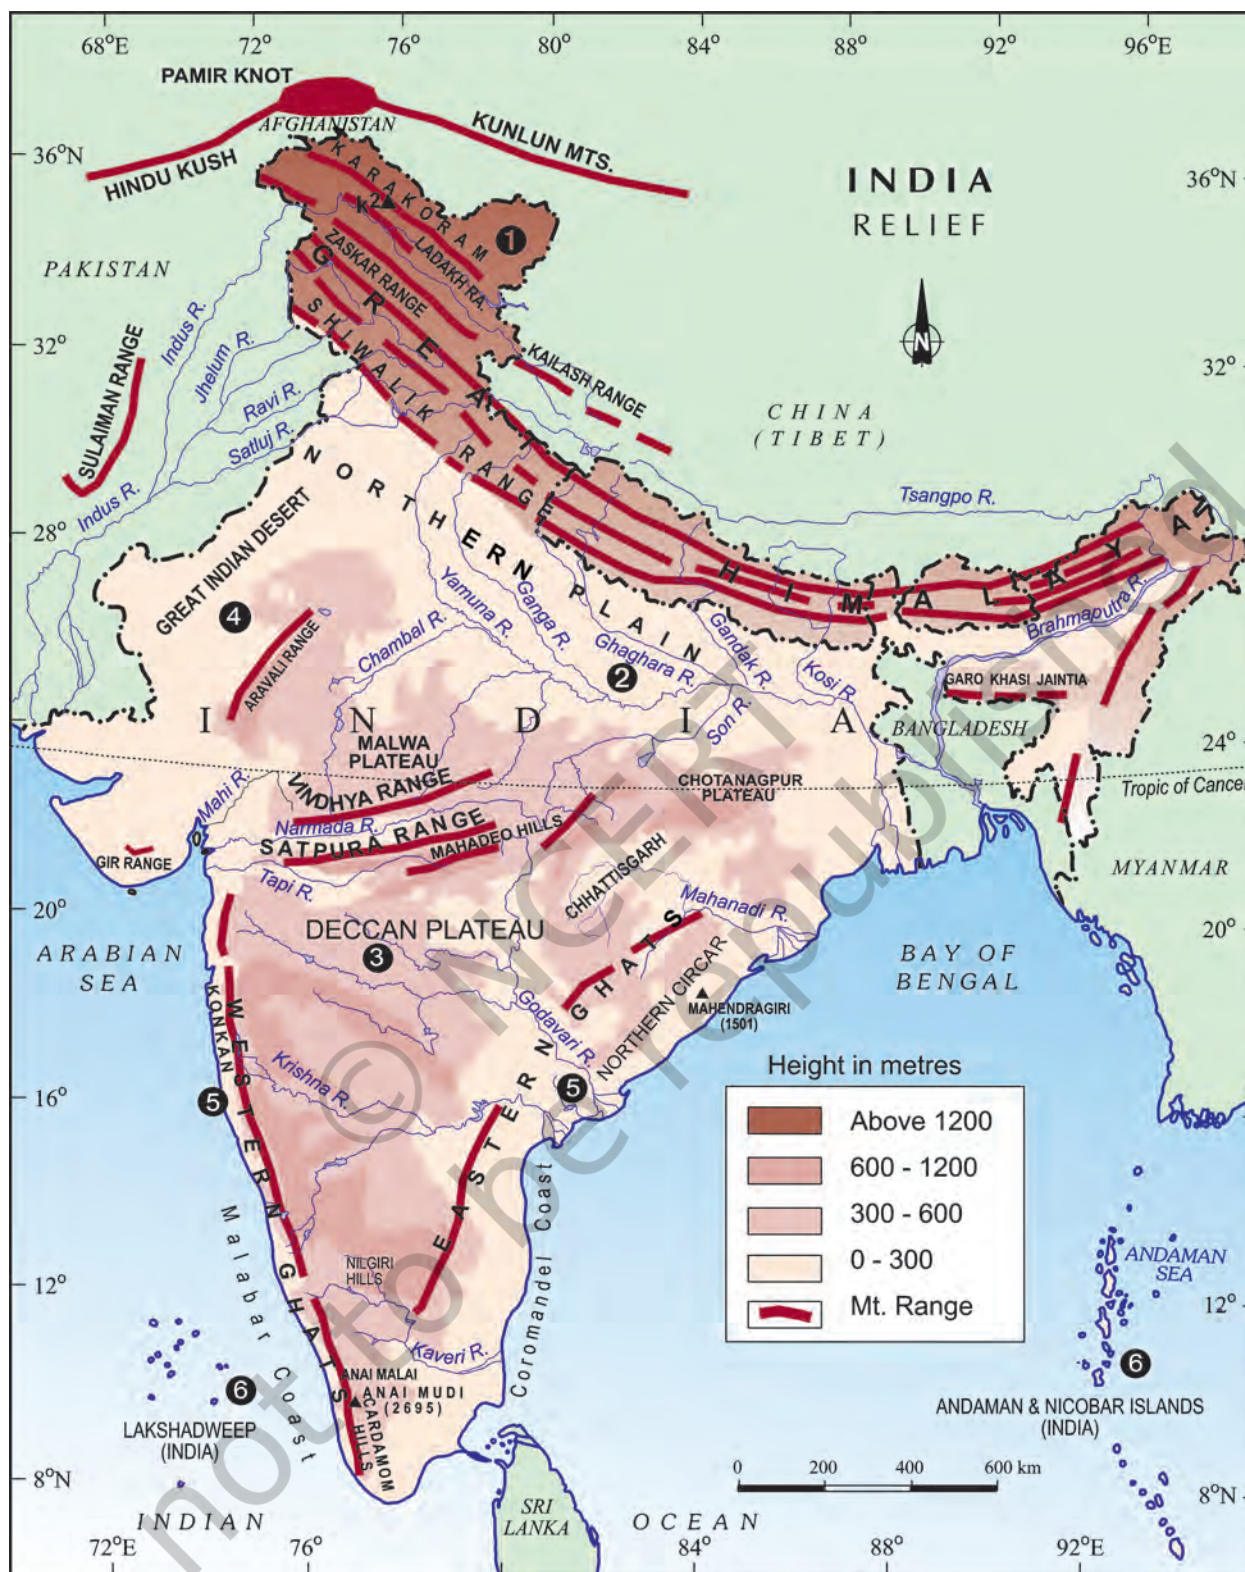 68°E 72° 76° 80° 84° 88° 92° 96°E
PAMIR KNOT
AFGHANISTAN
HINDU KUSH
KUNLUN MTS.
36°N
36°N
INDIA
RELIEF
KARAKORAM
K2
1
LADAKH RA.
ZASKAR RANGE
PAKISTAN
GREAT HIMALAYA
SHIWALIK RANGE
KAILASH RANGE
N
32°
32°
Indus R.
Jhelum R.
Ravi R.
Satluj R.
SULAIMAN RANGE
Indus R.
CHINA
(TIBET)
Tsangpo R.
28°
NORTHERN PLAIN
GREAT INDIAN DESERT
4
ARAVALI RANGE
Chambal R.
Yamuna R.
Ganga R.
Ghaghara R.
2
Gandak R.
Kosi R.
Son R.
Brahmaputra R.
GARO KHASI JAINTIA
BANGLADESH
INDIA
24°
Tropic of Cancer
MALWA
PLATEAU
VINDHYA RANGE
Mahi R.
Narmada R.
SATPURA RANGE
MAHADEO HILLS
CHOTANAGPUR
PLATEAU
GIR RANGE
Tapi R.
CHHATTISGARH
Mahanadi R.
MYANMAR
20°
20°
ARABIAN
SEA
DECCAN PLATEAU
3
BAY OF
BENGAL
KONKAN
WESTERN GHATS
EASTERN GHATS
NORTHERN CIRCAR
MAHENDRAGIRI
(1501)
Godavari R.
Krishna R.
5
5
16°
Height in metres
Above 1200
600 - 1200
300 - 600
0 - 300
Mt. Range
Malabar Coast
Coromandel Coast
NILGIRI
HILLS
12°
12°
ANDAMAN
SEA
Kaveri R.
ANAI MALAI
ANAI MUDI
(2695)
CARDAMOM
HILLS
6
LAKSHADWEEP
(INDIA)
6
ANDAMAN & NICOBAR ISLANDS
(INDIA)
0 200 400 600 km
8°N
8°N
SRI
LANKA
INDIAN OCEAN
72° 76° 84° 88° 92°E
© NCERT
not to be republished